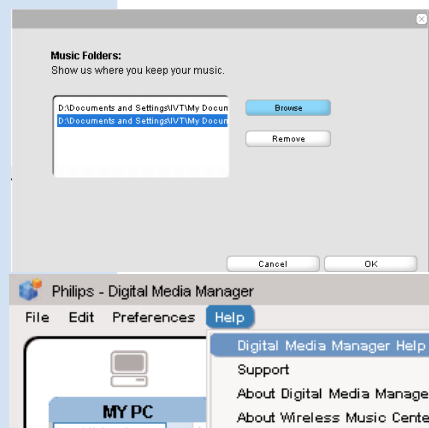 Music Folders:
Show us where you keep your music.
D:\Documents and Settings\IVT\My Docun
Browse
D:\Documents and Settings\IVT\My Docun
Remove
Cancel
OK
Philips - Digital Media Manager
File Edit Preferences Help
Digital Media Manager Help
Support
About Digital Media Manage
About Wireless Music Cente
MY PC